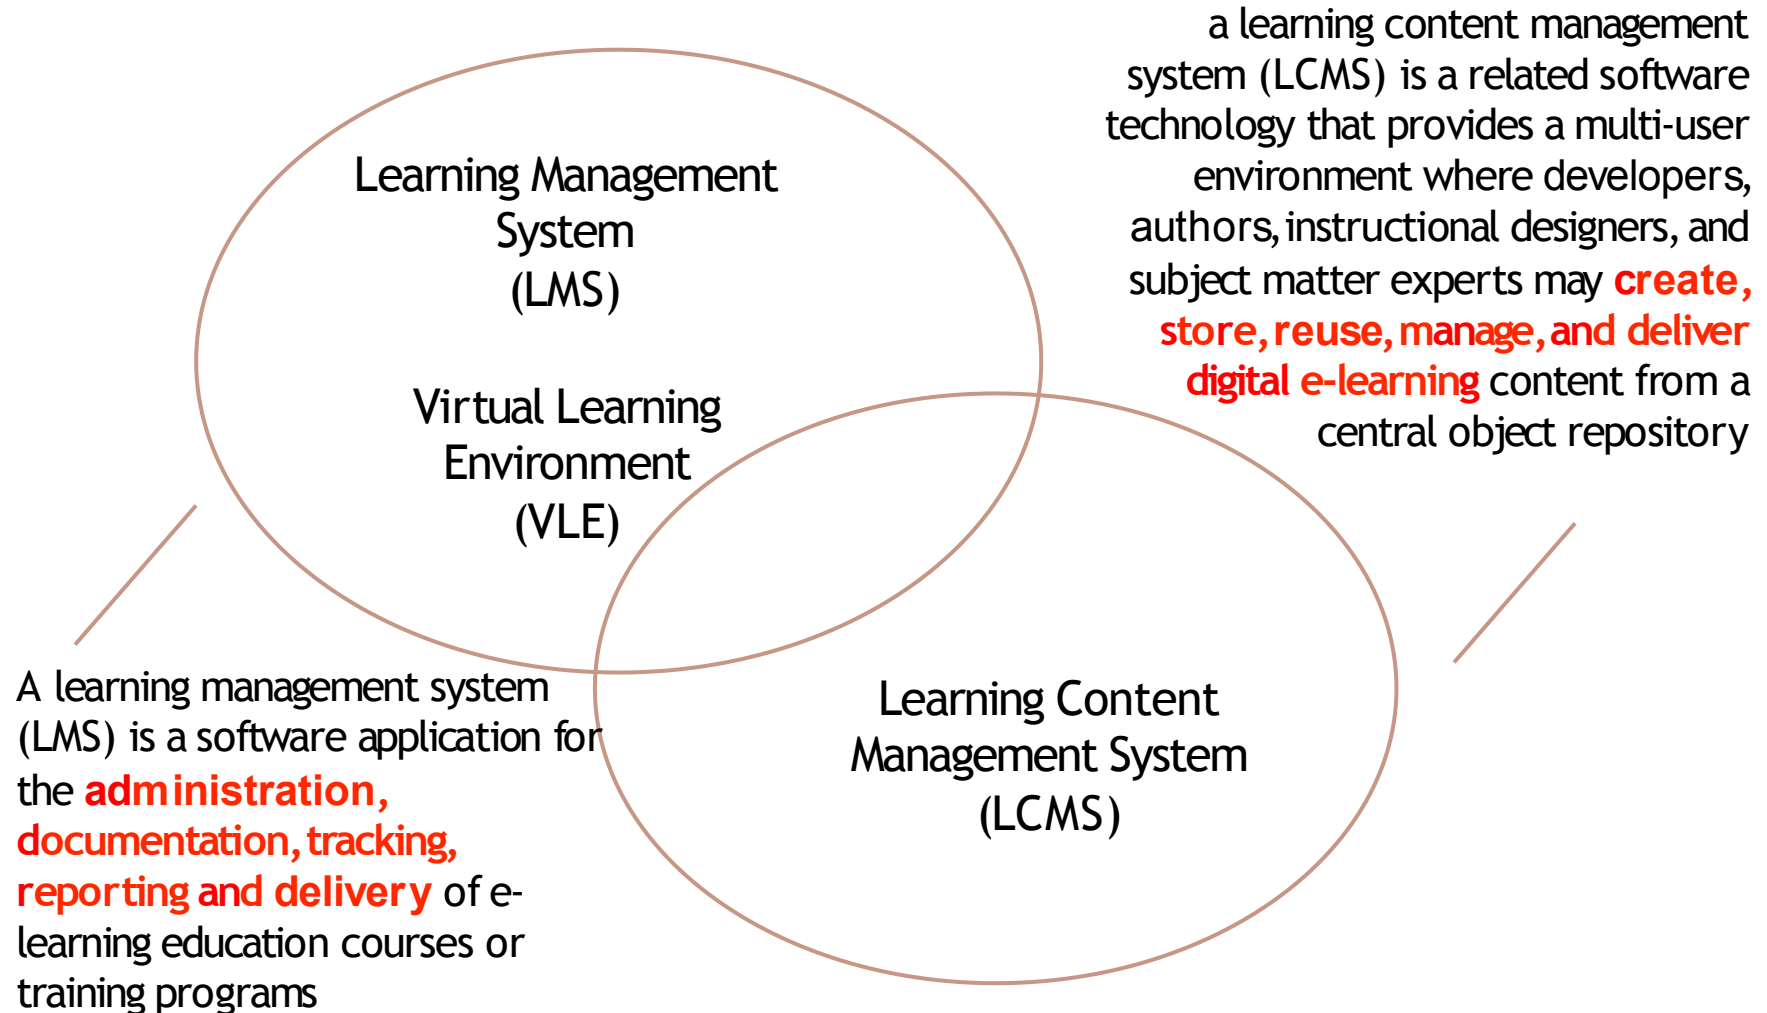 a learning content management
system (LCMS) is a related software
technology that provides a multi-user
environment where developers,
authors, instructional designers, and
subject matter experts may create,
store, reuse, manage, and deliver
digital e-learning content from a
central object repository
Learning Management
System
(LMS)
Virtual Learning
Environment
(VLE)
A learning management system
(LMS) is a software application for
the administration,
documentation, tracking,
reporting and delivery of e-
learning education courses or
training programs
Learning Content
Management System
(LCMS)